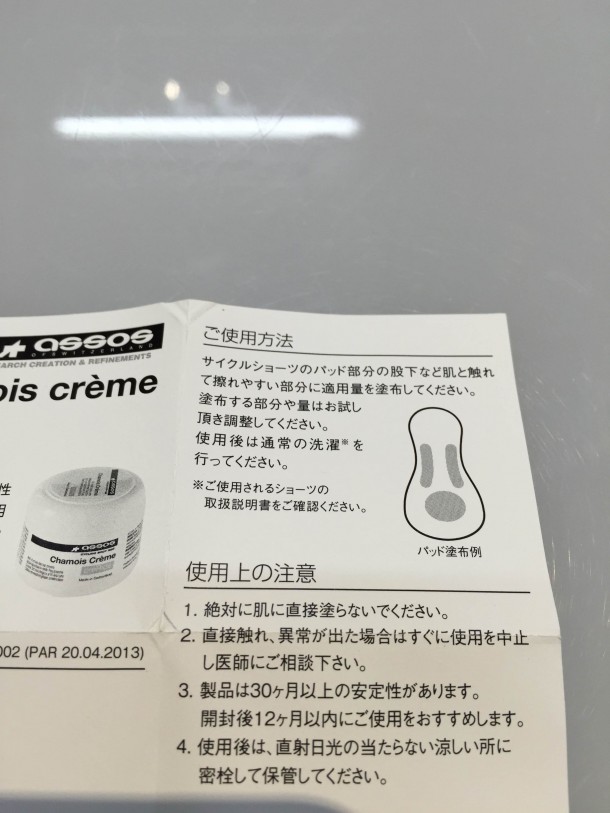 assos
OF SWITZERLAND
ARCH CREATION & REFINEMENTS
ois crème
性
用
assos
Chamois Crème
002 (PAR 20.04.2013)
ご使用方法
サイクルショーツのパッド部分の股下など肌と触れ
て擦れやすい部分に適用量を塗布してください。
塗布する部分や量はお試し
頂き調整してください。
使用後は通常の洗濯※を
行ってください。
※ご使用されるショーツの
取扱説明書をご確認ください。
パッド塗布例
使用上の注意
1. 絶対に肌に直接塗らないでください。
2. 直接触れ、異常が出た場合はすぐに使用を中止
し医師にご相談下さい。
3. 製品は30ヶ月以上の安定性があります。
開封後12ヶ月以内にご使用をおすすめします。
4. 使用後は、直射日光の当たらない涼しい所に
密栓して保管してください。